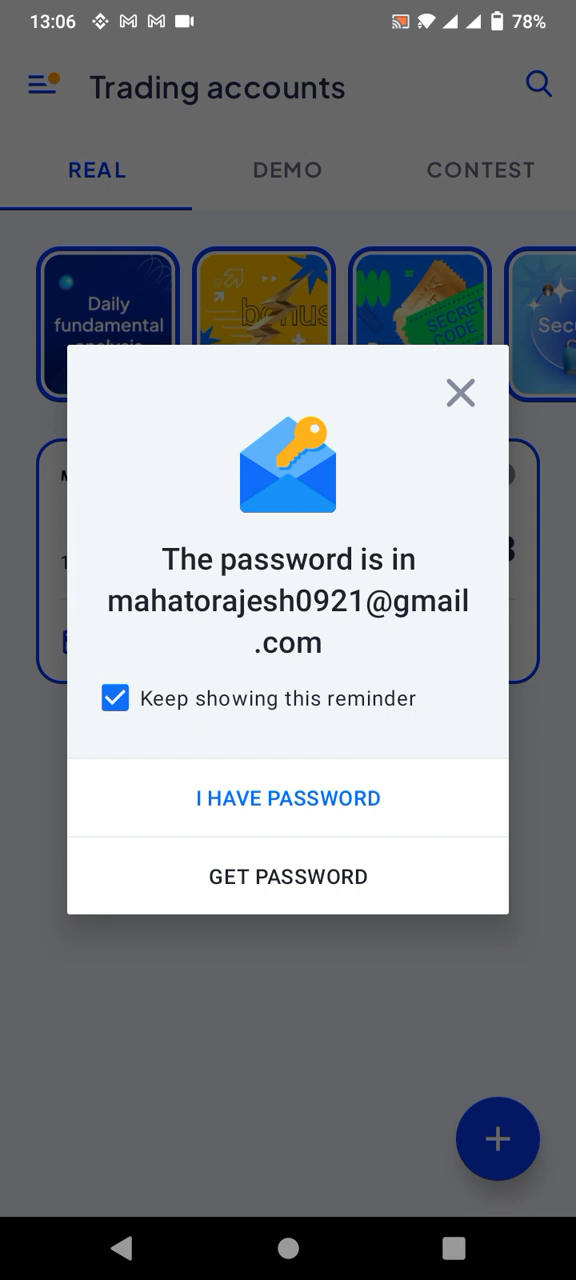 13:06
78%
Trading accounts
REAL
DEMO
CONTEST
Daily
fundamental
analysis
bonus
SECRET
CODE
The password is in
mahatorajesh0921@gmail
.com
Keep showing this reminder
I HAVE PASSWORD
GET PASSWORD